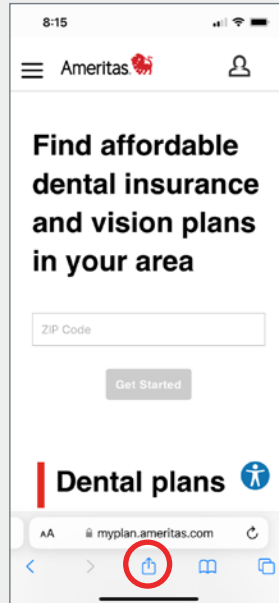 8:15
Ameritas
Find affordable
dental insurance
and vision plans
in your area
ZIP Code
Get Started
Dental plans
AA myplan.ameritas.com